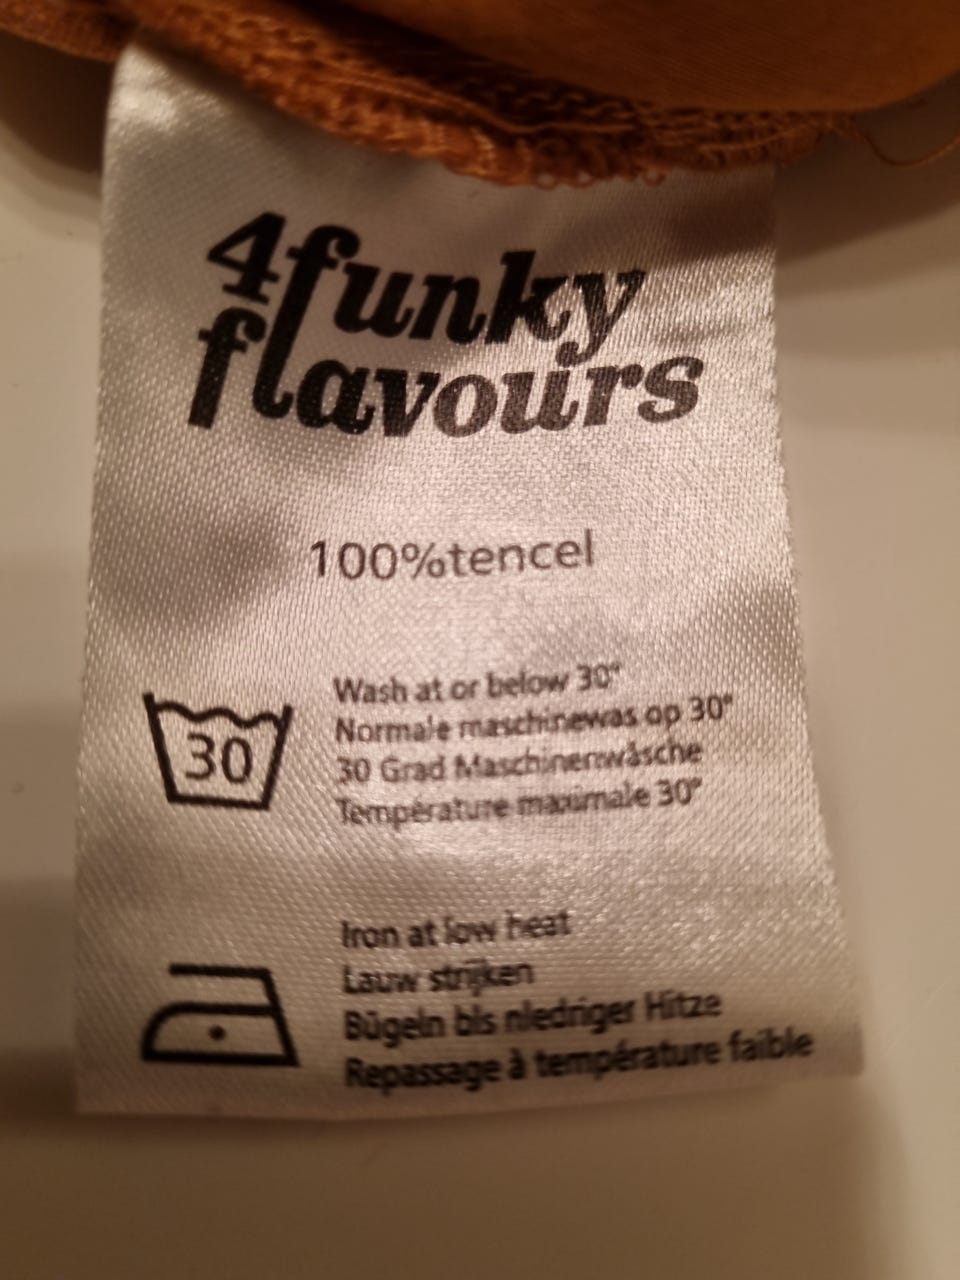 4funky
flavours
100%tencel
30
Wash at or below 30°
Normale maschinewas op 30°
30 Grad Maschinenwäsche
Température maximale 30°
Iron at low heat
Lauw strijken
Bügeln bis niedriger Hitze
Repassage à température faible